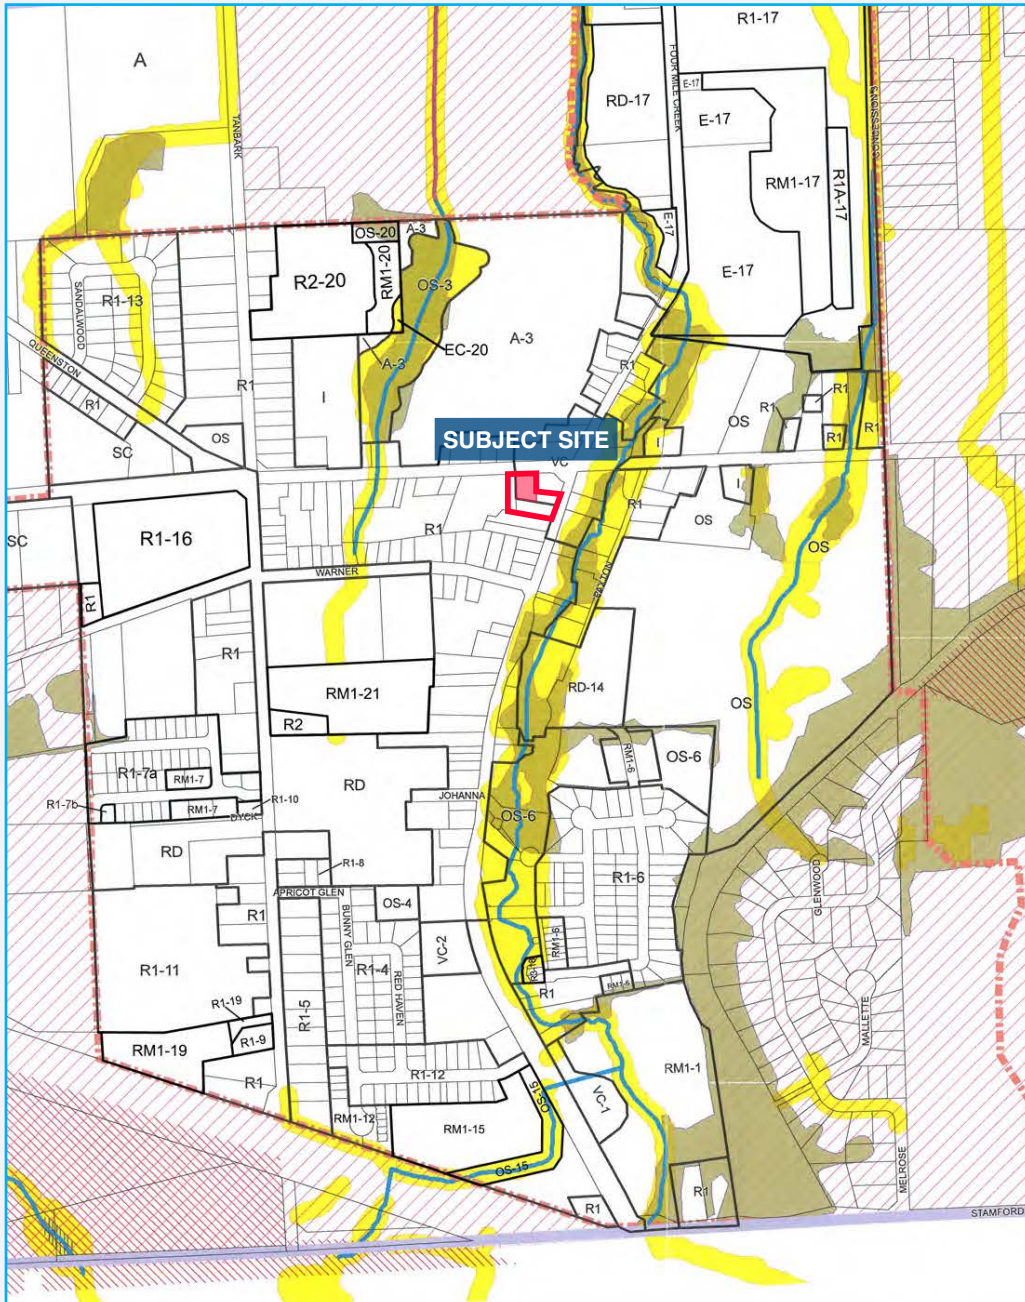 R1-17
A
FOUR MILE CREEK
E-17
RD-17
E-17
TANBARK
CONCESSION 5
RM1-17
R1A-17
E-17
OS-20
A-3
RM1-20
R2-20
OS-3
E-17
SANDALWOOD
R1-13
A-3
EC-20
QUEENSTON
A-3
R1
R1
R1
I
R1
OS
R1
R1
R1
R1
OS
SC
SUBJECT SITE
I
VC
I
R1
OS
R1
R1-16
SC
OS
WARNER
PAXTON
R1
R1
RD-14
RM1-21
OS
R2
RM1-6
OS-6
R1-7a
RM1-7
RD
R1-7b
RM1-7
R1-10
JOHANNA
DYCK
OS-6
RD
R1-8
R1-6
APRICOT GLEN
GLENWOOD
OS-4
R1
BUNNY GLEN
VC-2
RM1-6
R1-11
R1-4
RED HAVEN
R1-5
R1
RM1-6
R1-19
MALLETTE
RM1-19
R1-9
RM1-1
R1
R1-12
VC-1
OS-15
RM1-12
RM1-15
OS-15
R1
MELROSE
R1
STAMFORD